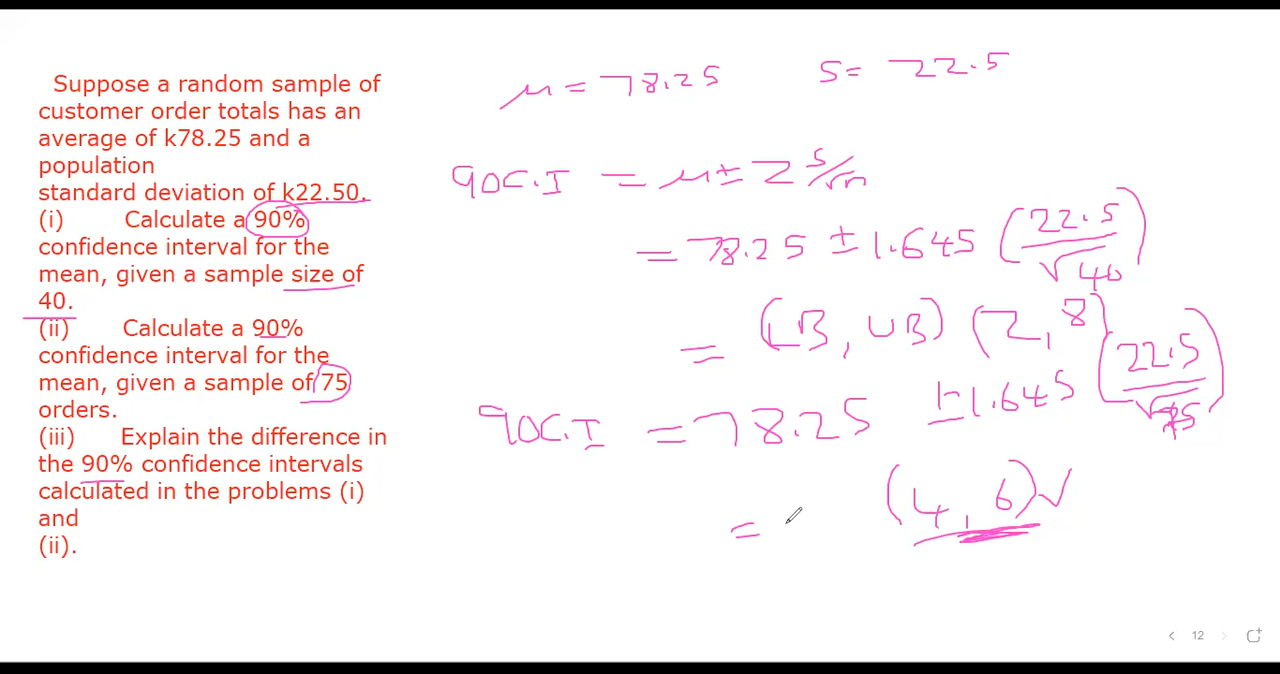 Suppose a random sample of
customer order totals has an
average of k78.25 and a
population
standard deviation of k22.50.
(i) Calculate a 90%
confidence interval for the
mean, given a sample size of
40.
(ii) Calculate a 90%
confidence interval for the
mean, given a sample of 75
orders.
(iii) Explain the difference in
the 90% confidence intervals
calculated in the problems (i)
and
(ii).
μ = 78.25 S = 22.5
90C.I = μ ± Z S/√n
= 78.25 ± 1.645 (22.5/√40)
= (LB, UB) (2, 8)
90C.I = 78.25 ± 1.645 (22.5/√75)
= (4, 6) √
12